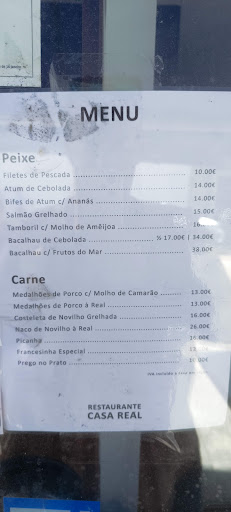 MENU
Peixe
Filetes de Pescada 10.00€
Atum de Cebolada 14.00€
Bifes de Atum c/ Ananás 14.00€
Salmão Grelhado 15.00€
Tamboril c/ Molho de Amêijoa
Bacalhau de Cebolada ½ 17.00€ | 34.00€
Bacalhau c/ Frutos do Mar 38.00€
Carne
Medalhões de Porco c/ Molho de Camarão 13.00€
Medalhões de Porco à Real 13.00€
Costeleta de Novilho Grelhada 16.00€
Naco de Novilho à Real 26.00€
Picanha
Francesinha Especial
Prego no Prato
RESTAURANTE
CASA REAL